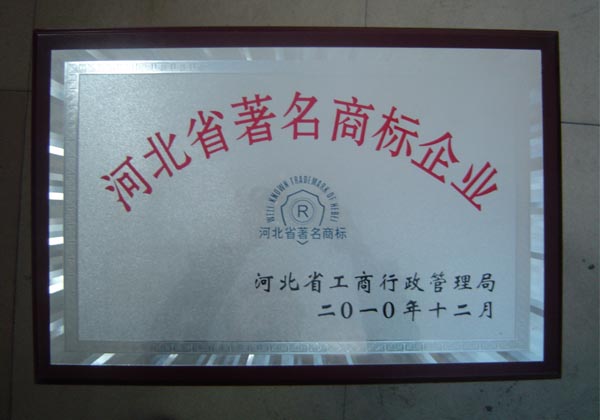 河北省著名商标企业
WELL KNOWN TRADEMARK OF HEBEI
R
河北省著名商标
河北省工商行政管理局
二〇一〇年十二月